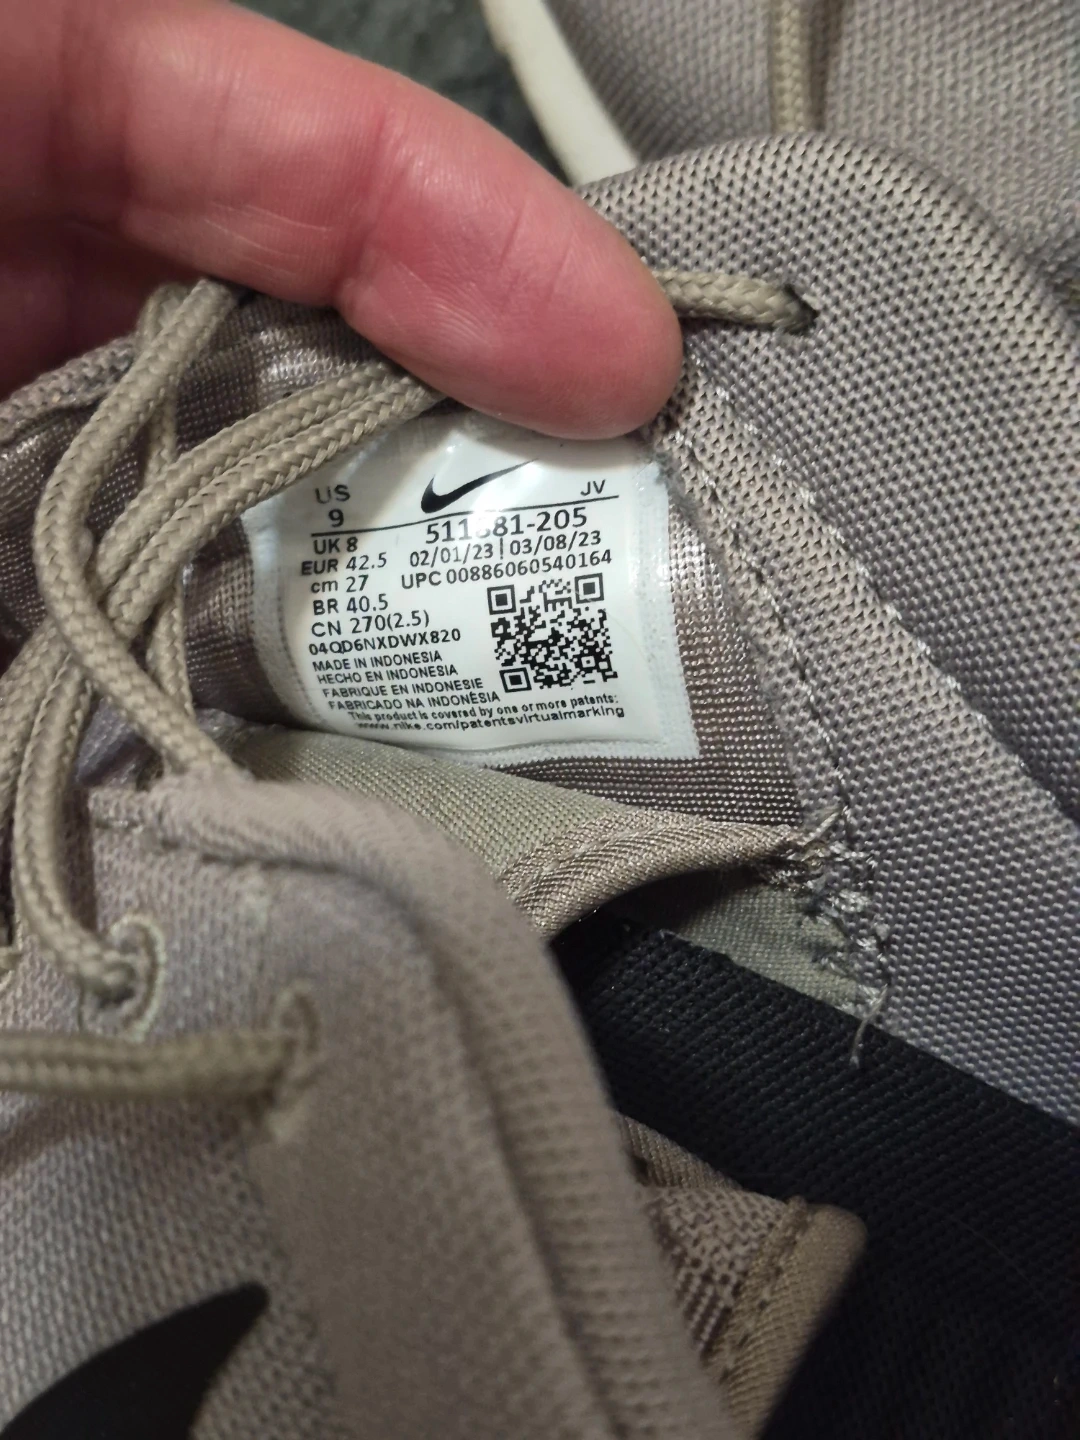 US
9
JV
511881-205
UK 8
02/01/23 | 03/08/23
EUR 42.5
UPC 00886060540164
cm 27
BR 40.5
CN 270(2.5)
04QD6NXDWX820
MADE IN INDONESIA
HECHO EN INDONESIA
FABRIQUE EN INDONESIE
FABRICADO NA INDONÉSIA
This product is covered by one or more patents:
www.nike.com/patentsvirtualmarking